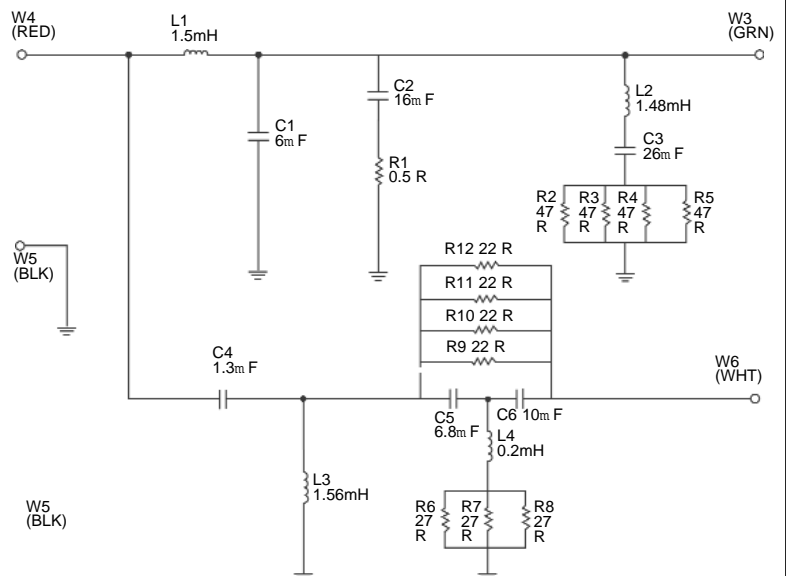 W4
(RED)
L1
1.5mH
W3
(GRN)
C2
16m F
L2
1.48mH
C1
6m F
C3
26m F
R1
0.5 R
R2
47
R
R3
47
R
R4
47
R
R5
47
R
W5
(BLK)
R12 22 R
R11 22 R
R10 22 R
R9 22 R
C4
1.3m F
W6
(WHT)
C5
6.8m F
C6 10m F
L4
0.2mH
L3
1.56mH
W5
(BLK)
R6
27
R
R7
27
R
R8
27
R